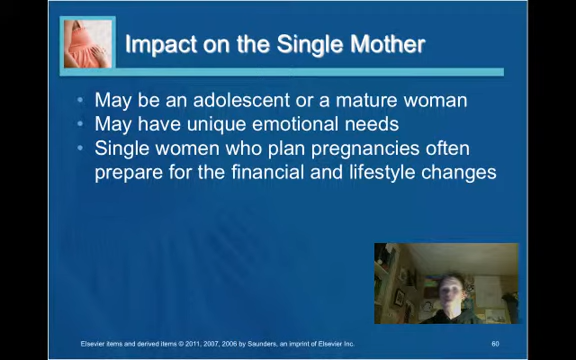 Impact on the Single Mother
• May be an adolescent or a mature woman
• May have unique emotional needs
• Single women who plan pregnancies often
prepare for the financial and lifestyle changes
Elsevier items and derived items © 2011, 2007, 2006 by Saunders, an imprint of Elsevier Inc.
60